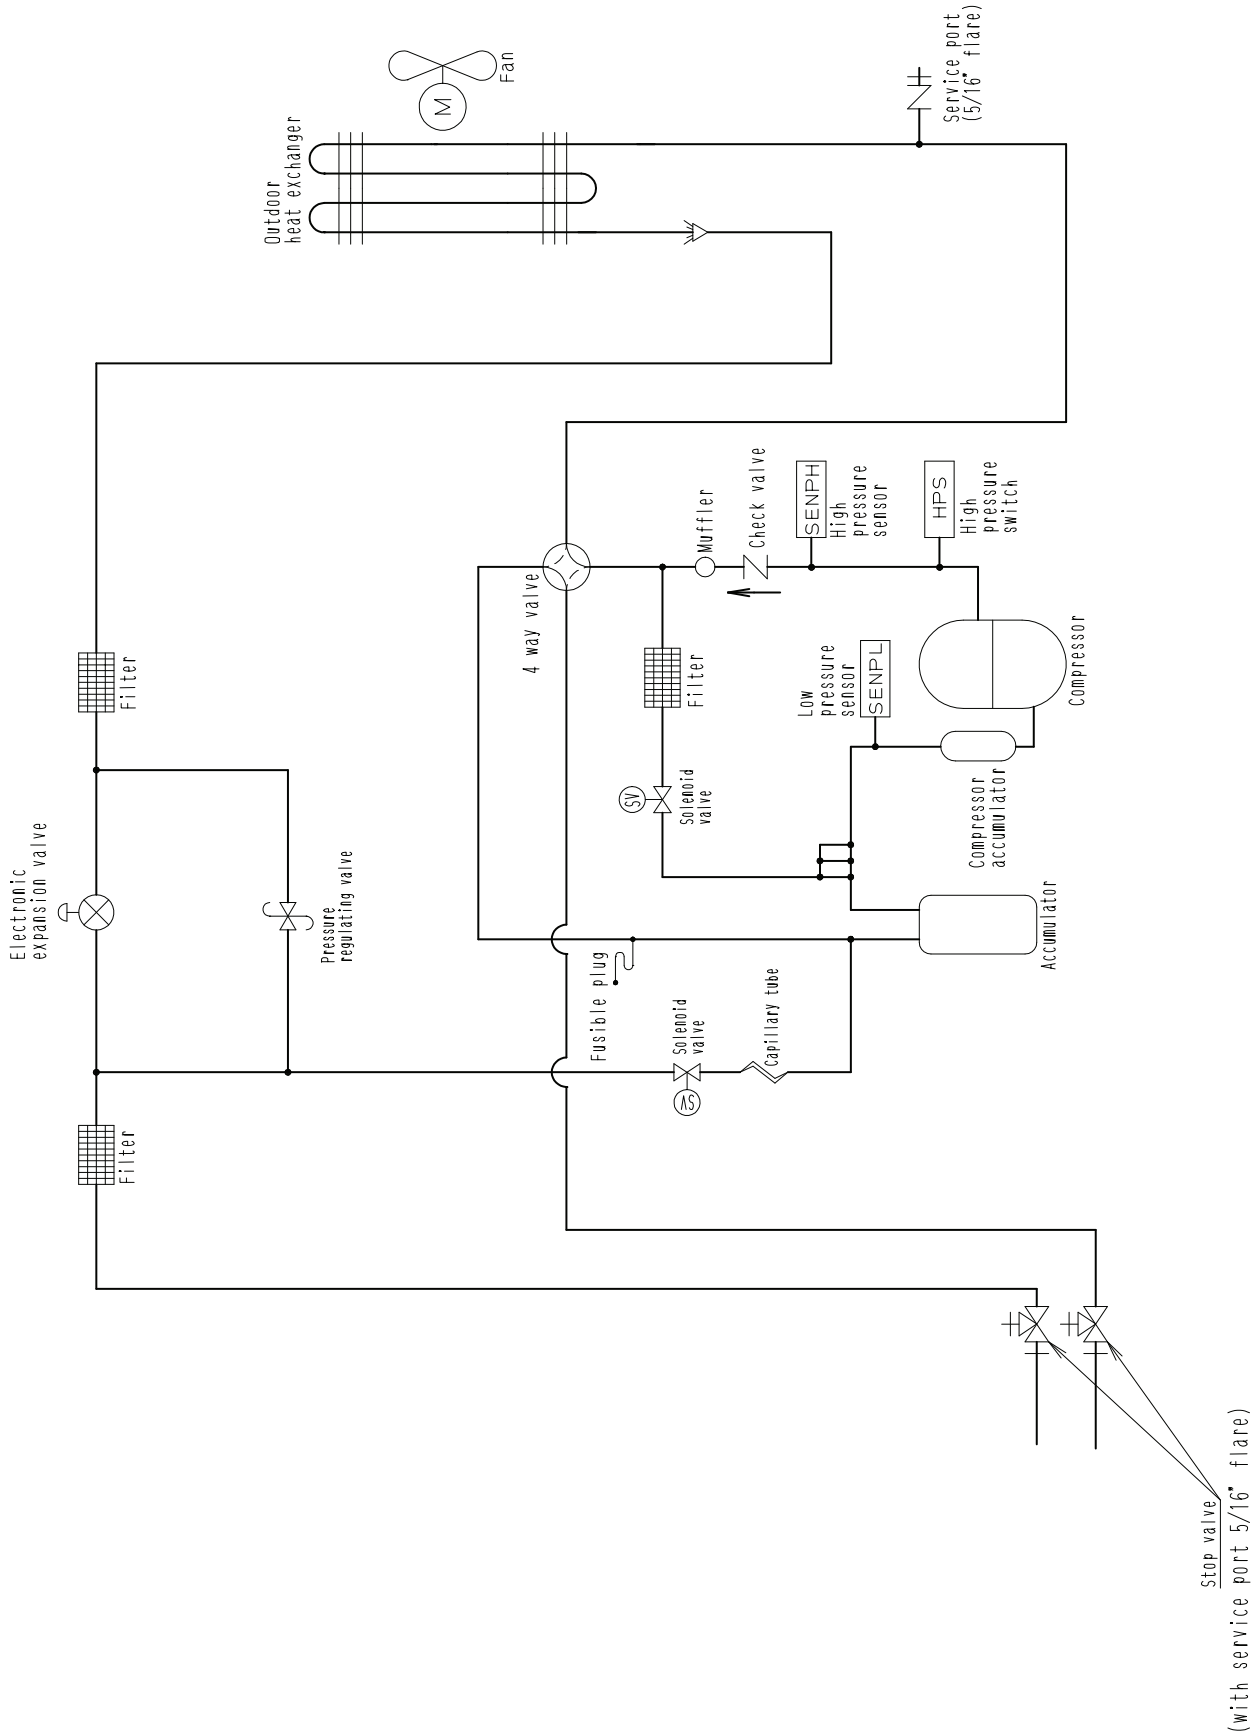 Electronic
expansion valve
Filter
Filter
Pressure
regulating valve
Outdoor
heat exchanger
M
Fan
Service port
(5/16" flare)
4 way valve
Muffler
Check valve
SENPH
High
pressure
sensor
HPS
High
pressure
switch
Filter
Low
pressure
sensor
SENPL
Compressor
SV
Solenoid
valve
Compressor
accumulator
Fusible plug
Solenoid
valve
SV
Capillary tube
Accumulator
Stop valve
(with service port 5/16" flare)